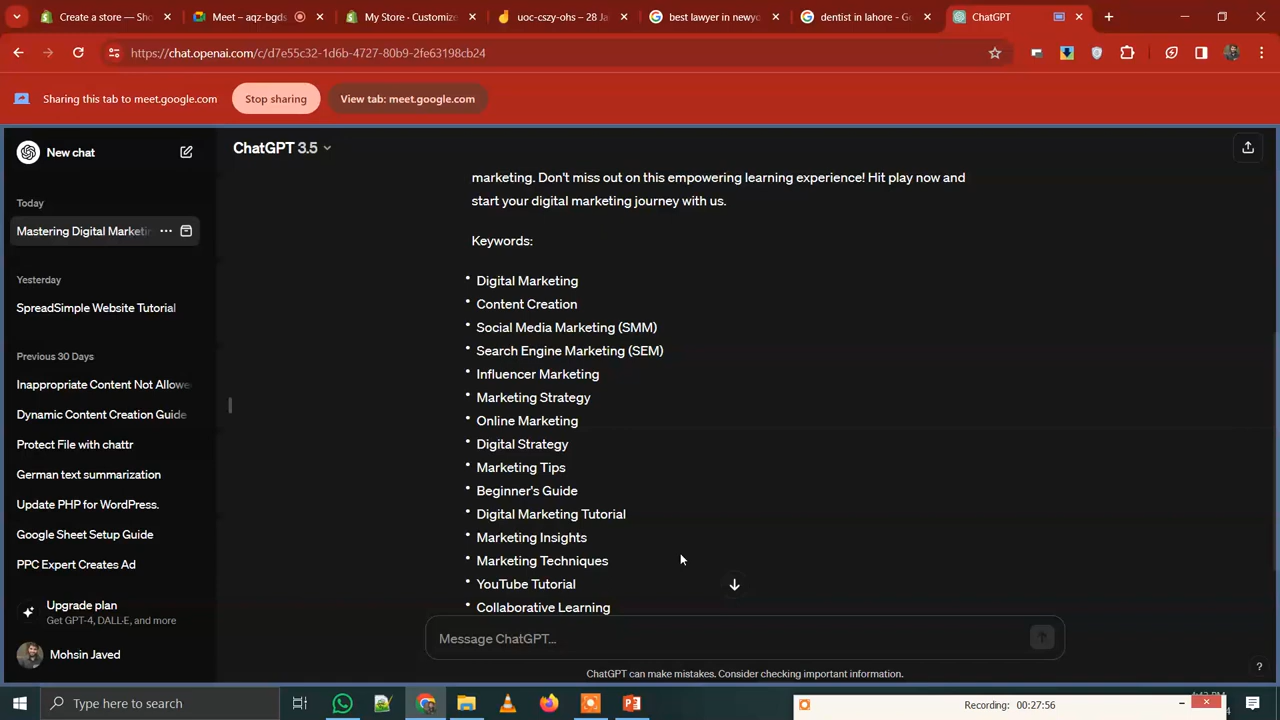 Create a store — Sho
Meet – aqz-bgds
My Store · Customize
uoc-cszy-ohs – 28 Ja
best lawyer in newyo
dentist in lahore - Go
ChatGPT
https://chat.openai.com/c/d7e55c32-1d6b-4727-80b9-2fe63198cb24
Sharing this tab to meet.google.com
Stop sharing
View tab: meet.google.com
New chat
ChatGPT 3.5
marketing. Don't miss out on this empowering learning experience! Hit play now and
start your digital marketing journey with us.
Today
Mastering Digital Marketin
Yesterday
SpreadSimple Website Tutorial
Previous 30 Days
Inappropriate Content Not Allowe
Dynamic Content Creation Guide
Protect File with chattr
German text summarization
Update PHP for WordPress.
Google Sheet Setup Guide
PPC Expert Creates Ad
Upgrade plan
Get GPT-4, DALL·E, and more
Mohsin Javed
Keywords:
• Digital Marketing
• Content Creation
• Social Media Marketing (SMM)
• Search Engine Marketing (SEM)
• Influencer Marketing
• Marketing Strategy
• Online Marketing
• Digital Strategy
• Marketing Tips
• Beginner's Guide
• Digital Marketing Tutorial
• Marketing Insights
• Marketing Techniques
• YouTube Tutorial
• Collaborative Learning
Message ChatGPT...
ChatGPT can make mistakes. Consider checking important information.
?
Type here to search
Recording: 00:27:56